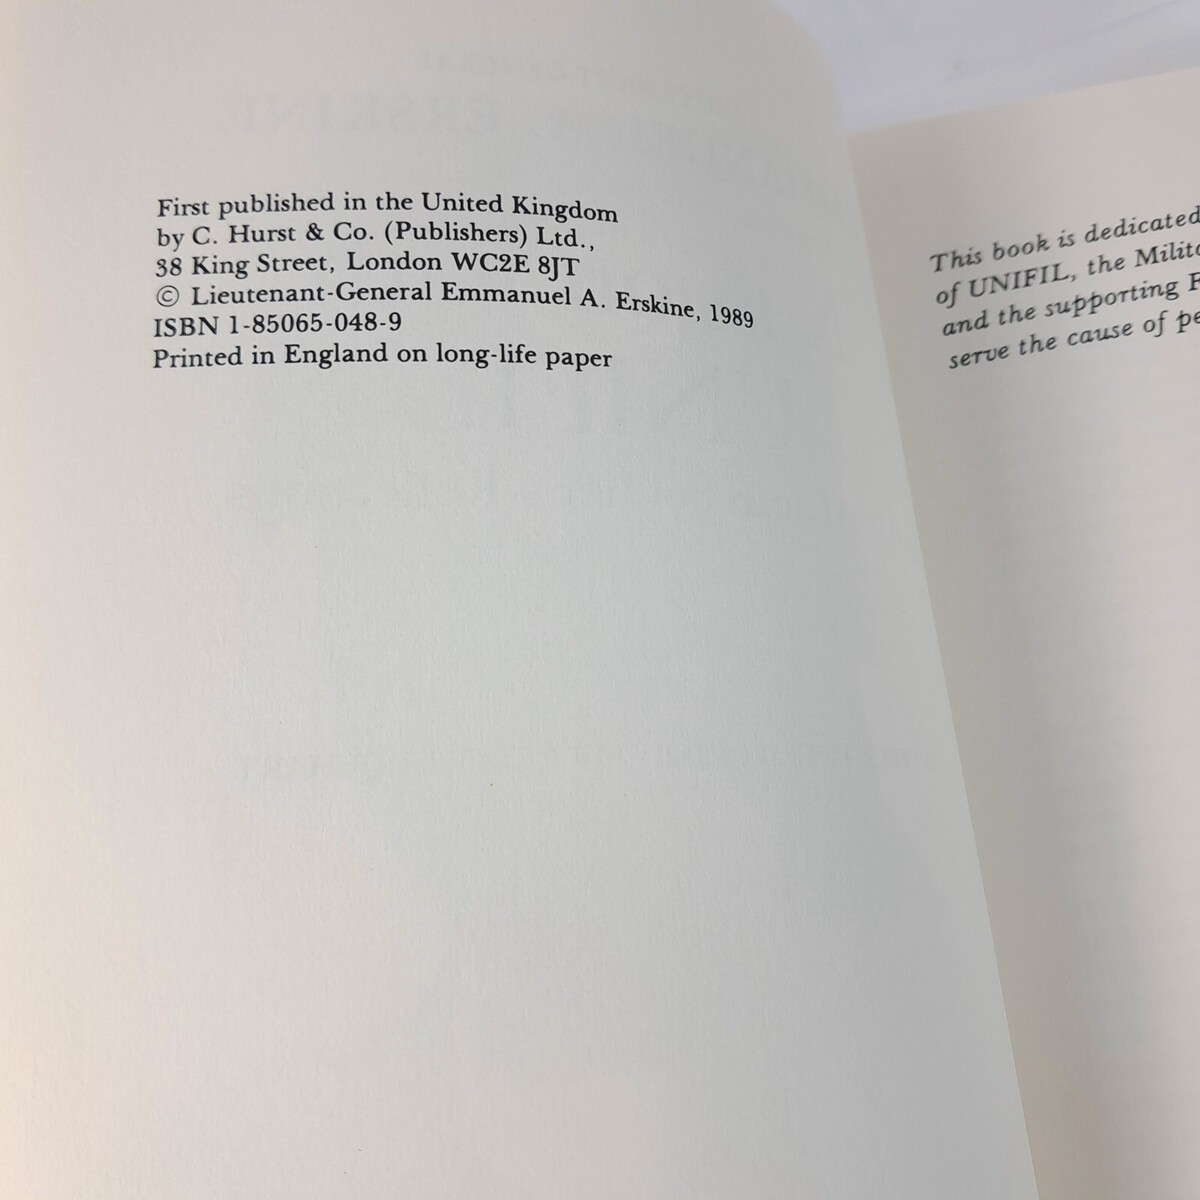 First published in the United Kingdom
by C. Hurst & Co. (Publishers) Ltd.,
38 King Street, London WC2E 8JT
© Lieutenant-General Emmanuel A. Erskine, 1989
ISBN 1-85065-048-9
Printed in England on long-life paper
This book is dedicated
of UNIFIL, the
and the supporting
serve the cause of